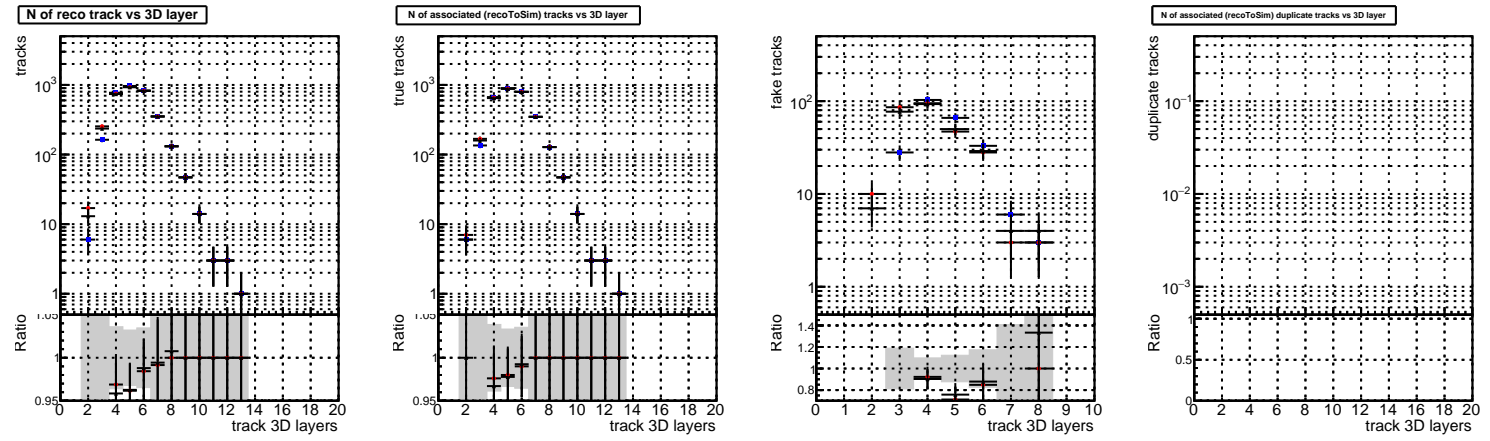 N of reco track vs 3D layer
tracks
10³
10²
10
1
1.05
1
0.95
Ratio
0 2 4 6 8 10 12 14 16 18 20
track 3D layers
N of associated (recoToSim) tracks vs 3D layer
true tracks
10³
10²
10
1
1.05
1
0.95
Ratio
0 2 4 6 8 10 12 14 16 18 20
track 3D layers
fake tracks
10²
10
1
1.4
1.2
1
0.8
Ratio
0 1 2 3 4 5 6 7 8 9 10
track 3D layers
N of associated (recoToSim) duplicate tracks vs 3D layer
duplicate tracks
10⁻¹
10⁻²
10⁻³
1
0.5
0
Ratio
0 2 4 6 8 10 12 14 16 18 20
track 3D layers